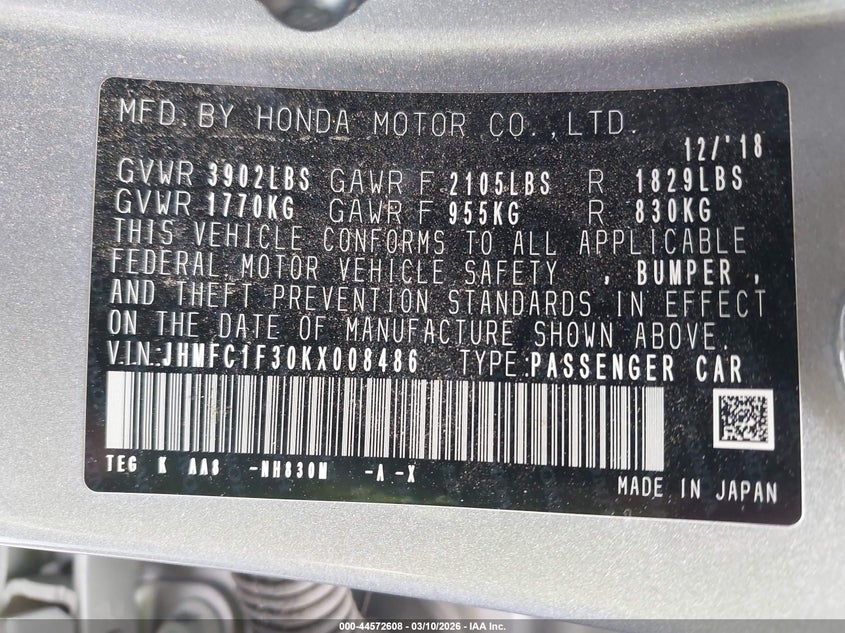 MFD. BY HONDA MOTOR CO.,LTD.
12/'18
GVWR 3902LBS GAWR F 2105LBS R 1829LBS
GVWR 1770KG GAWR F 955KG R 830KG
THIS VEHICLE CONFORMS TO ALL APPLICABLE
FEDERAL MOTOR VEHICLE SAFETY , BUMPER ,
AND THEFT PREVENTION STANDARDS IN EFFECT
ON THE DATE OF MANUFACTURE SHOWN ABOVE.
V.I.N.:JHMFC1F30KX008486 TYPE:PASSENGER CAR
TEG K AA8 -NH830M -A -X
MADE IN JAPAN
000-44572608 - 03/10/2026 - IAA Inc.